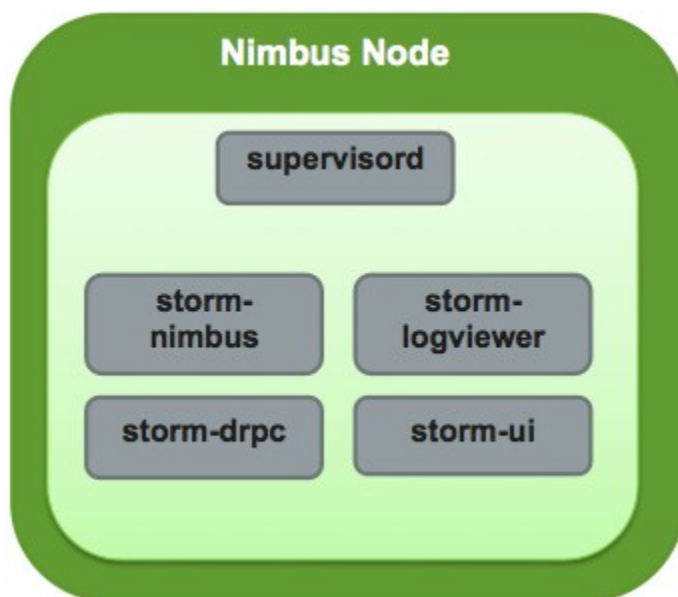 Nimbus Node
supervisord
storm-
nimbus
storm-
logviewer
storm-drpc
storm-ui